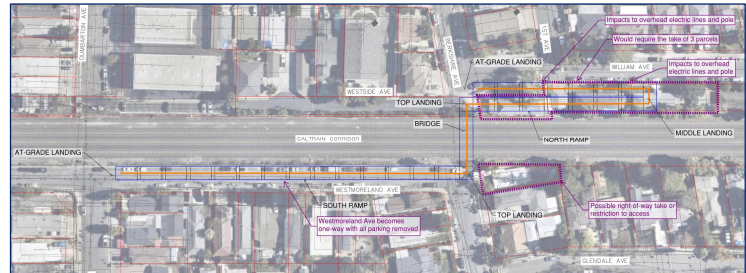 DUMBARTON AVE
BERKSHIRE AVE
1ST AVE
Impacts to overhead electric lines and pole
Would require the take of 3 parcels
AT-GRADE LANDING
WILLIAM AVE
Impacts to overhead
electric lines and pole
WESTSIDE AVE
TOP LANDING
BRIDGE
NORTH RAMP
MIDDLE LANDING
CALTRAIN CORRIDOR
AT-GRADE LANDING
WESTMORELAND AVE
SOUTH RAMP
TOP LANDING
Westmoreland Ave becomes
one-way with all parking removed
Possible right-of-way take or
restriction to access
GLENDALE AVE